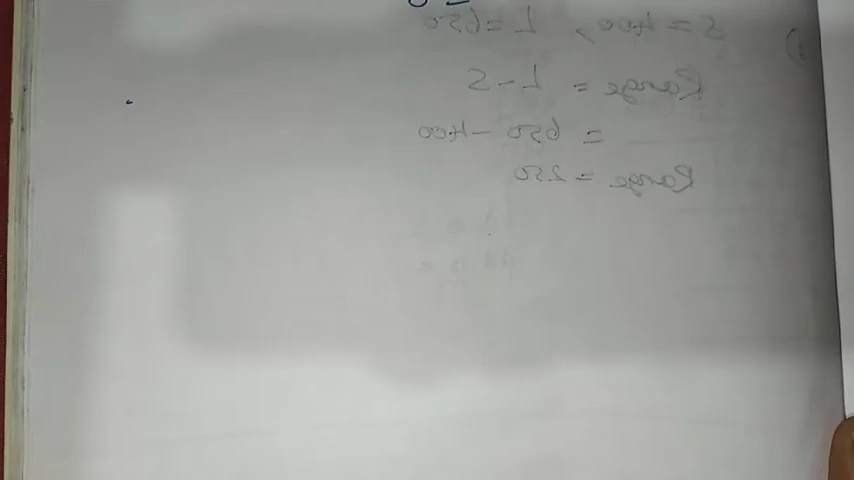 S = 400, L = 650
Range = L - S
= 650 - 400
Range = 250